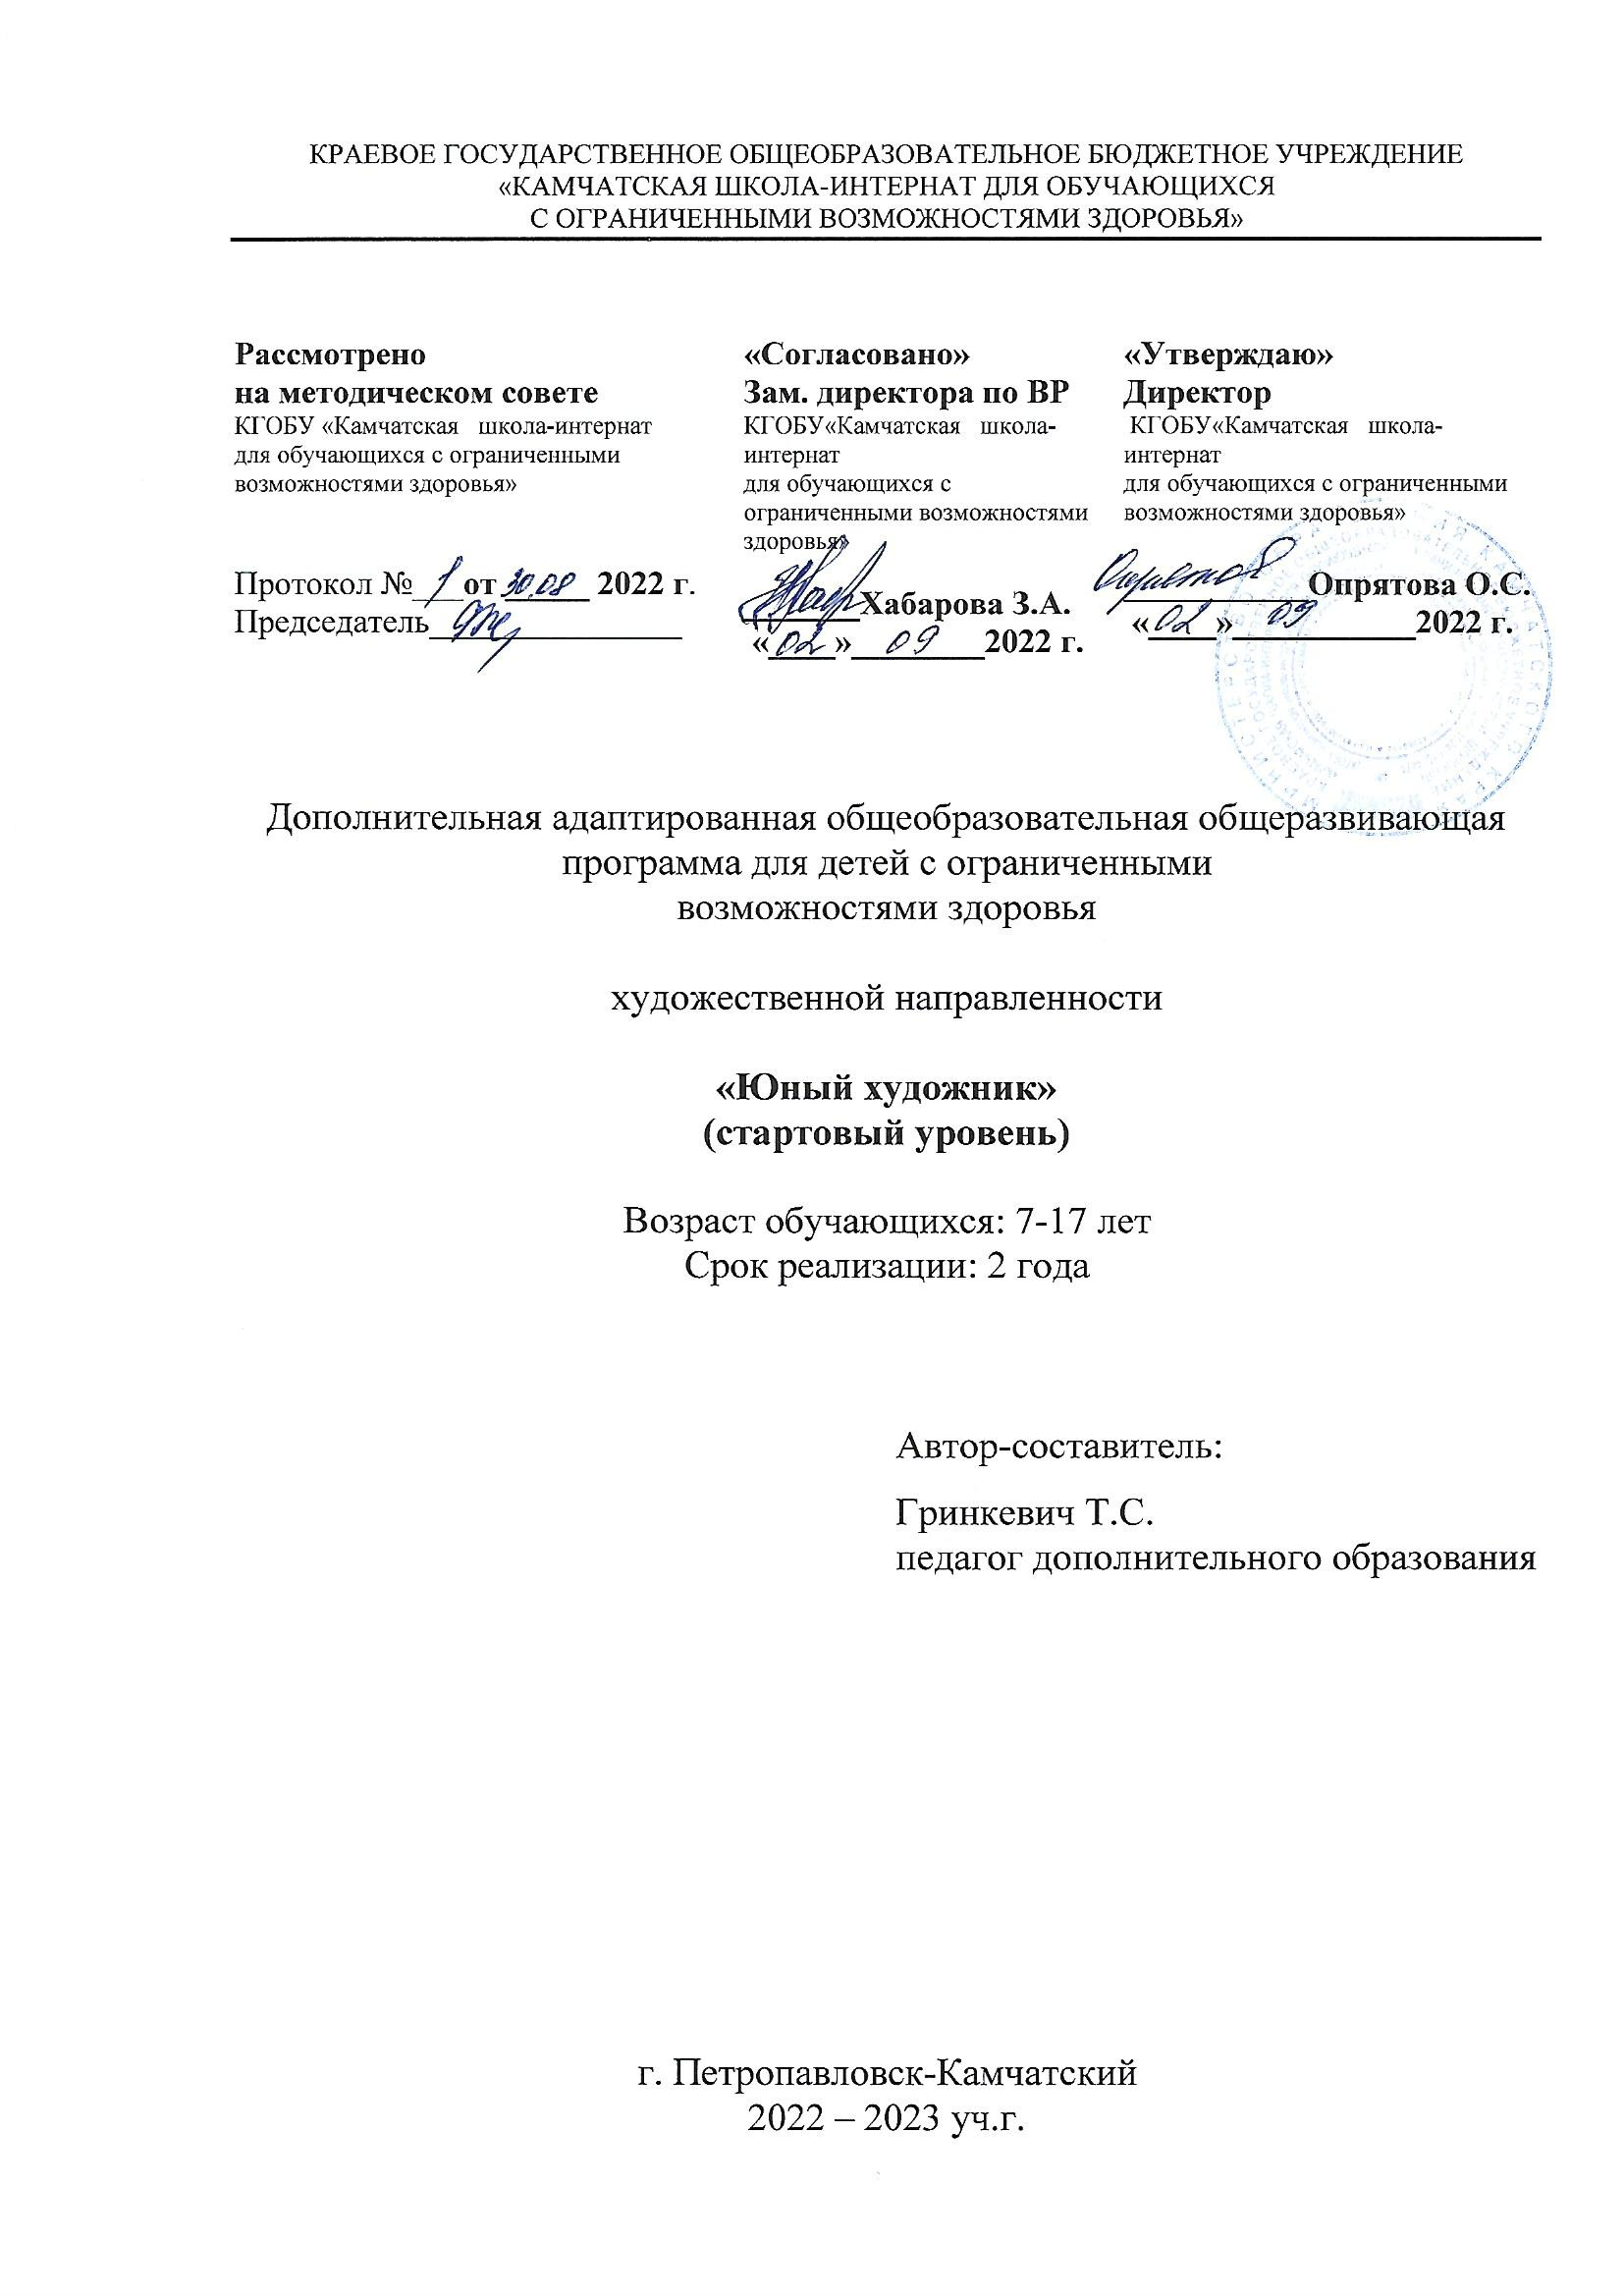 КРАЕВОЕ ГОСУДАРСТВЕННОЕ ОБЩЕОБРАЗОВАТЕЛЬНОЕ БЮДЖЕТНОЕ УЧРЕЖДЕНИЕ
«КАМЧАТСКАЯ ШКОЛА-ИНТЕРНАТ ДЛЯ ОБУЧАЮЩИХСЯ
С ОГРАНИЧЕННЫМИ ВОЗМОЖНОСТЯМИ ЗДОРОВЬЯ»
Рассмотрено
на методическом совете
КГОБУ «Камчатская школа-интернат
для обучающихся с ограниченными
возможностями здоровья»
Протокол № 1 от 30.08 2022 г.
Председатель
«Согласовано»
Зам. директора по ВР
КГОБУ«Камчатская школа-
интернат
для обучающихся с
ограниченными возможностями
здоровья»
Хабарова З.А.
«02» 09 2022 г.
«Утверждаю»
Директор
КГОБУ«Камчатская школа-
интернат
для обучающихся с ограниченными
возможностями здоровья»
Опрятова О.С.
«02» 09 2022 г.
Дополнительная адаптированная общеобразовательная общеразвивающая
программа для детей с ограниченными
возможностями здоровья
художественной направленности
«Юный художник»
(стартовый уровень)
Возраст обучающихся: 7-17 лет
Срок реализации: 2 года
Автор-составитель:
Гринкевич Т.С.
педагог дополнительного образования
г. Петропавловск-Камчатский
2022 – 2023 уч.г.